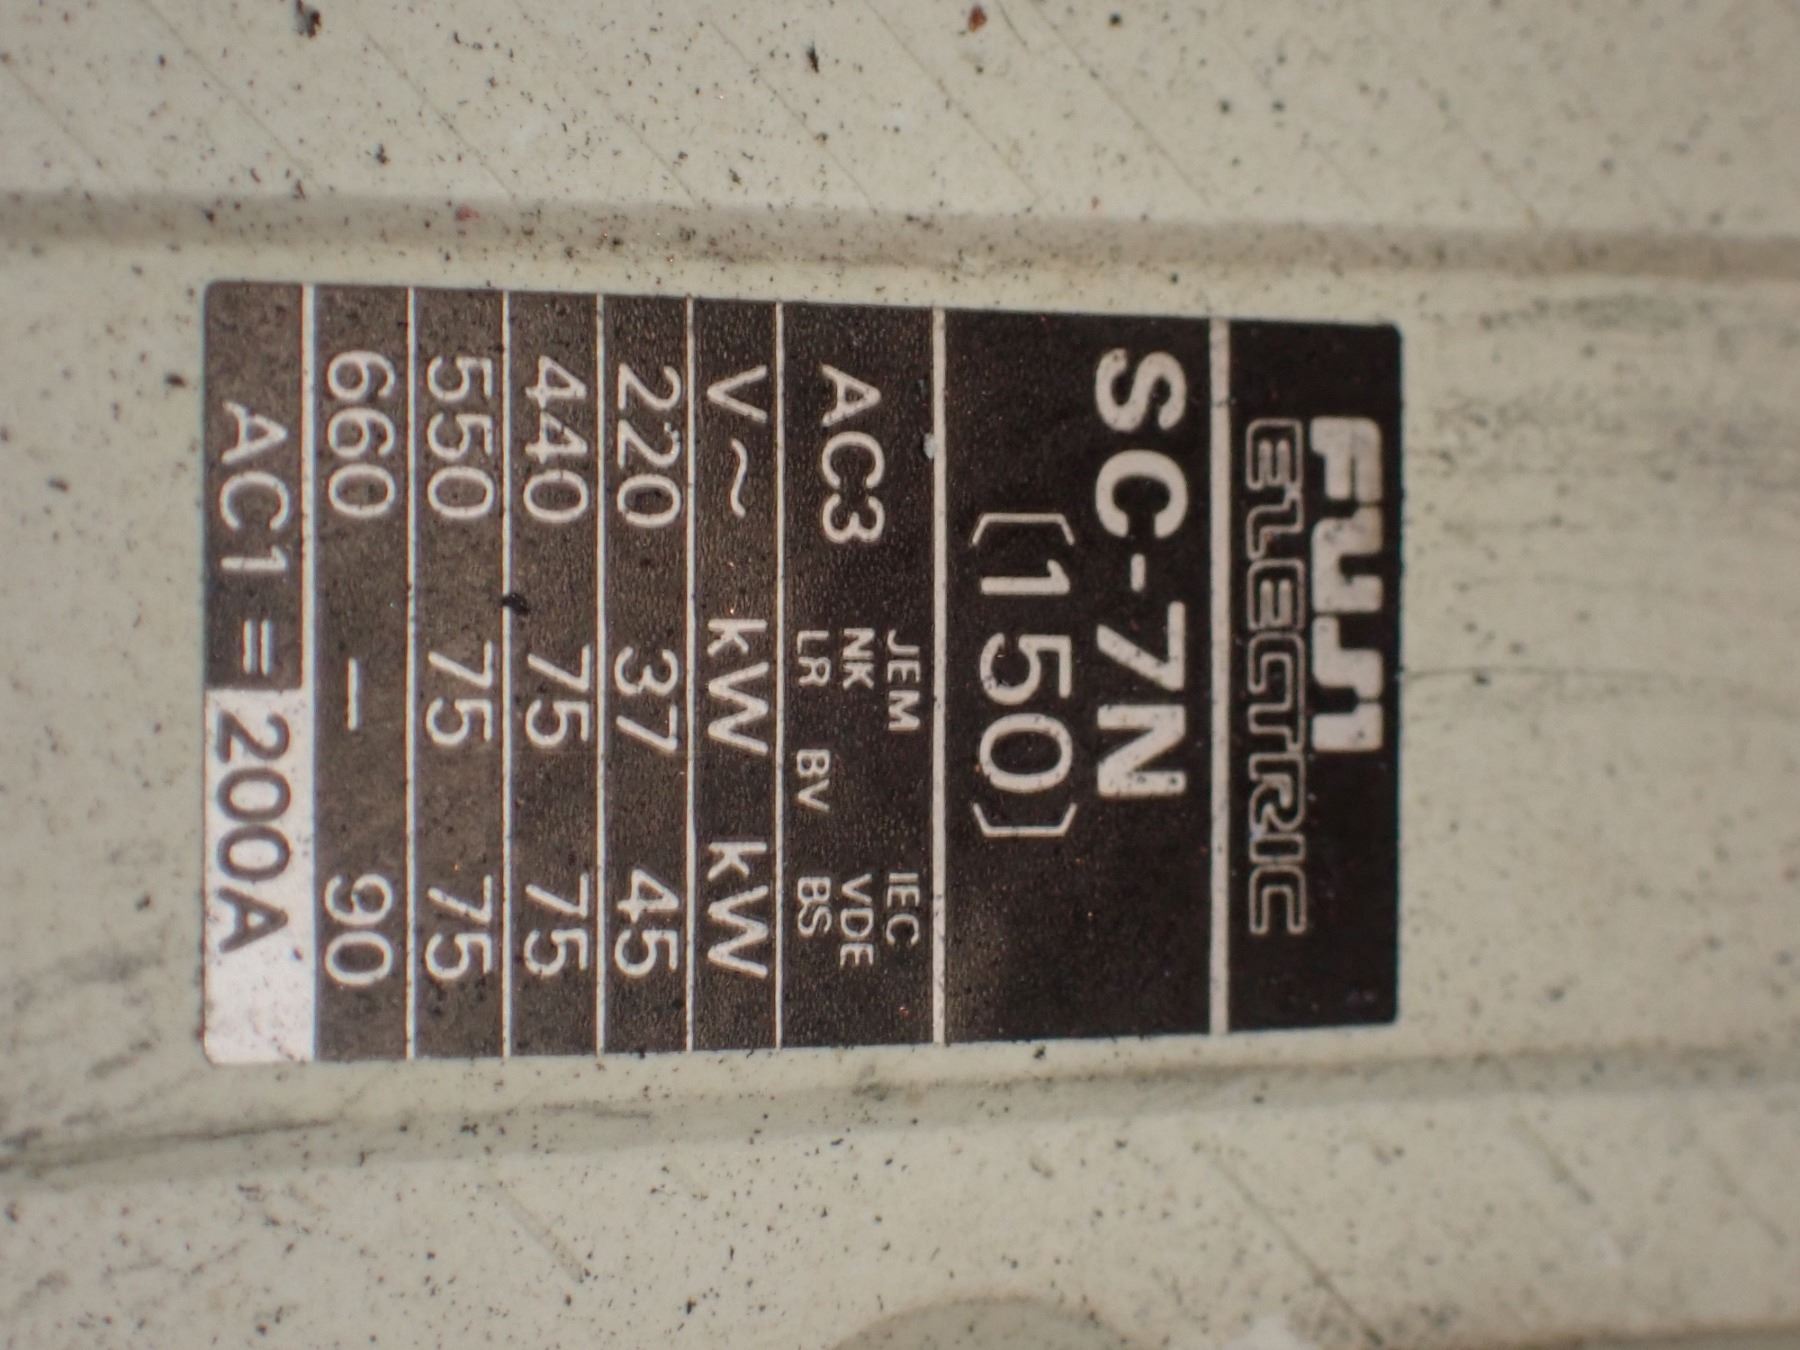 FUJI
ELECTRIC
SC-7N
[150]
AC3 JEM IEC
NK VDE
LR BV BS
V~ kW kW
220 37 45
440 75 75
550 75 75
660 — 90
AC1 = 200A